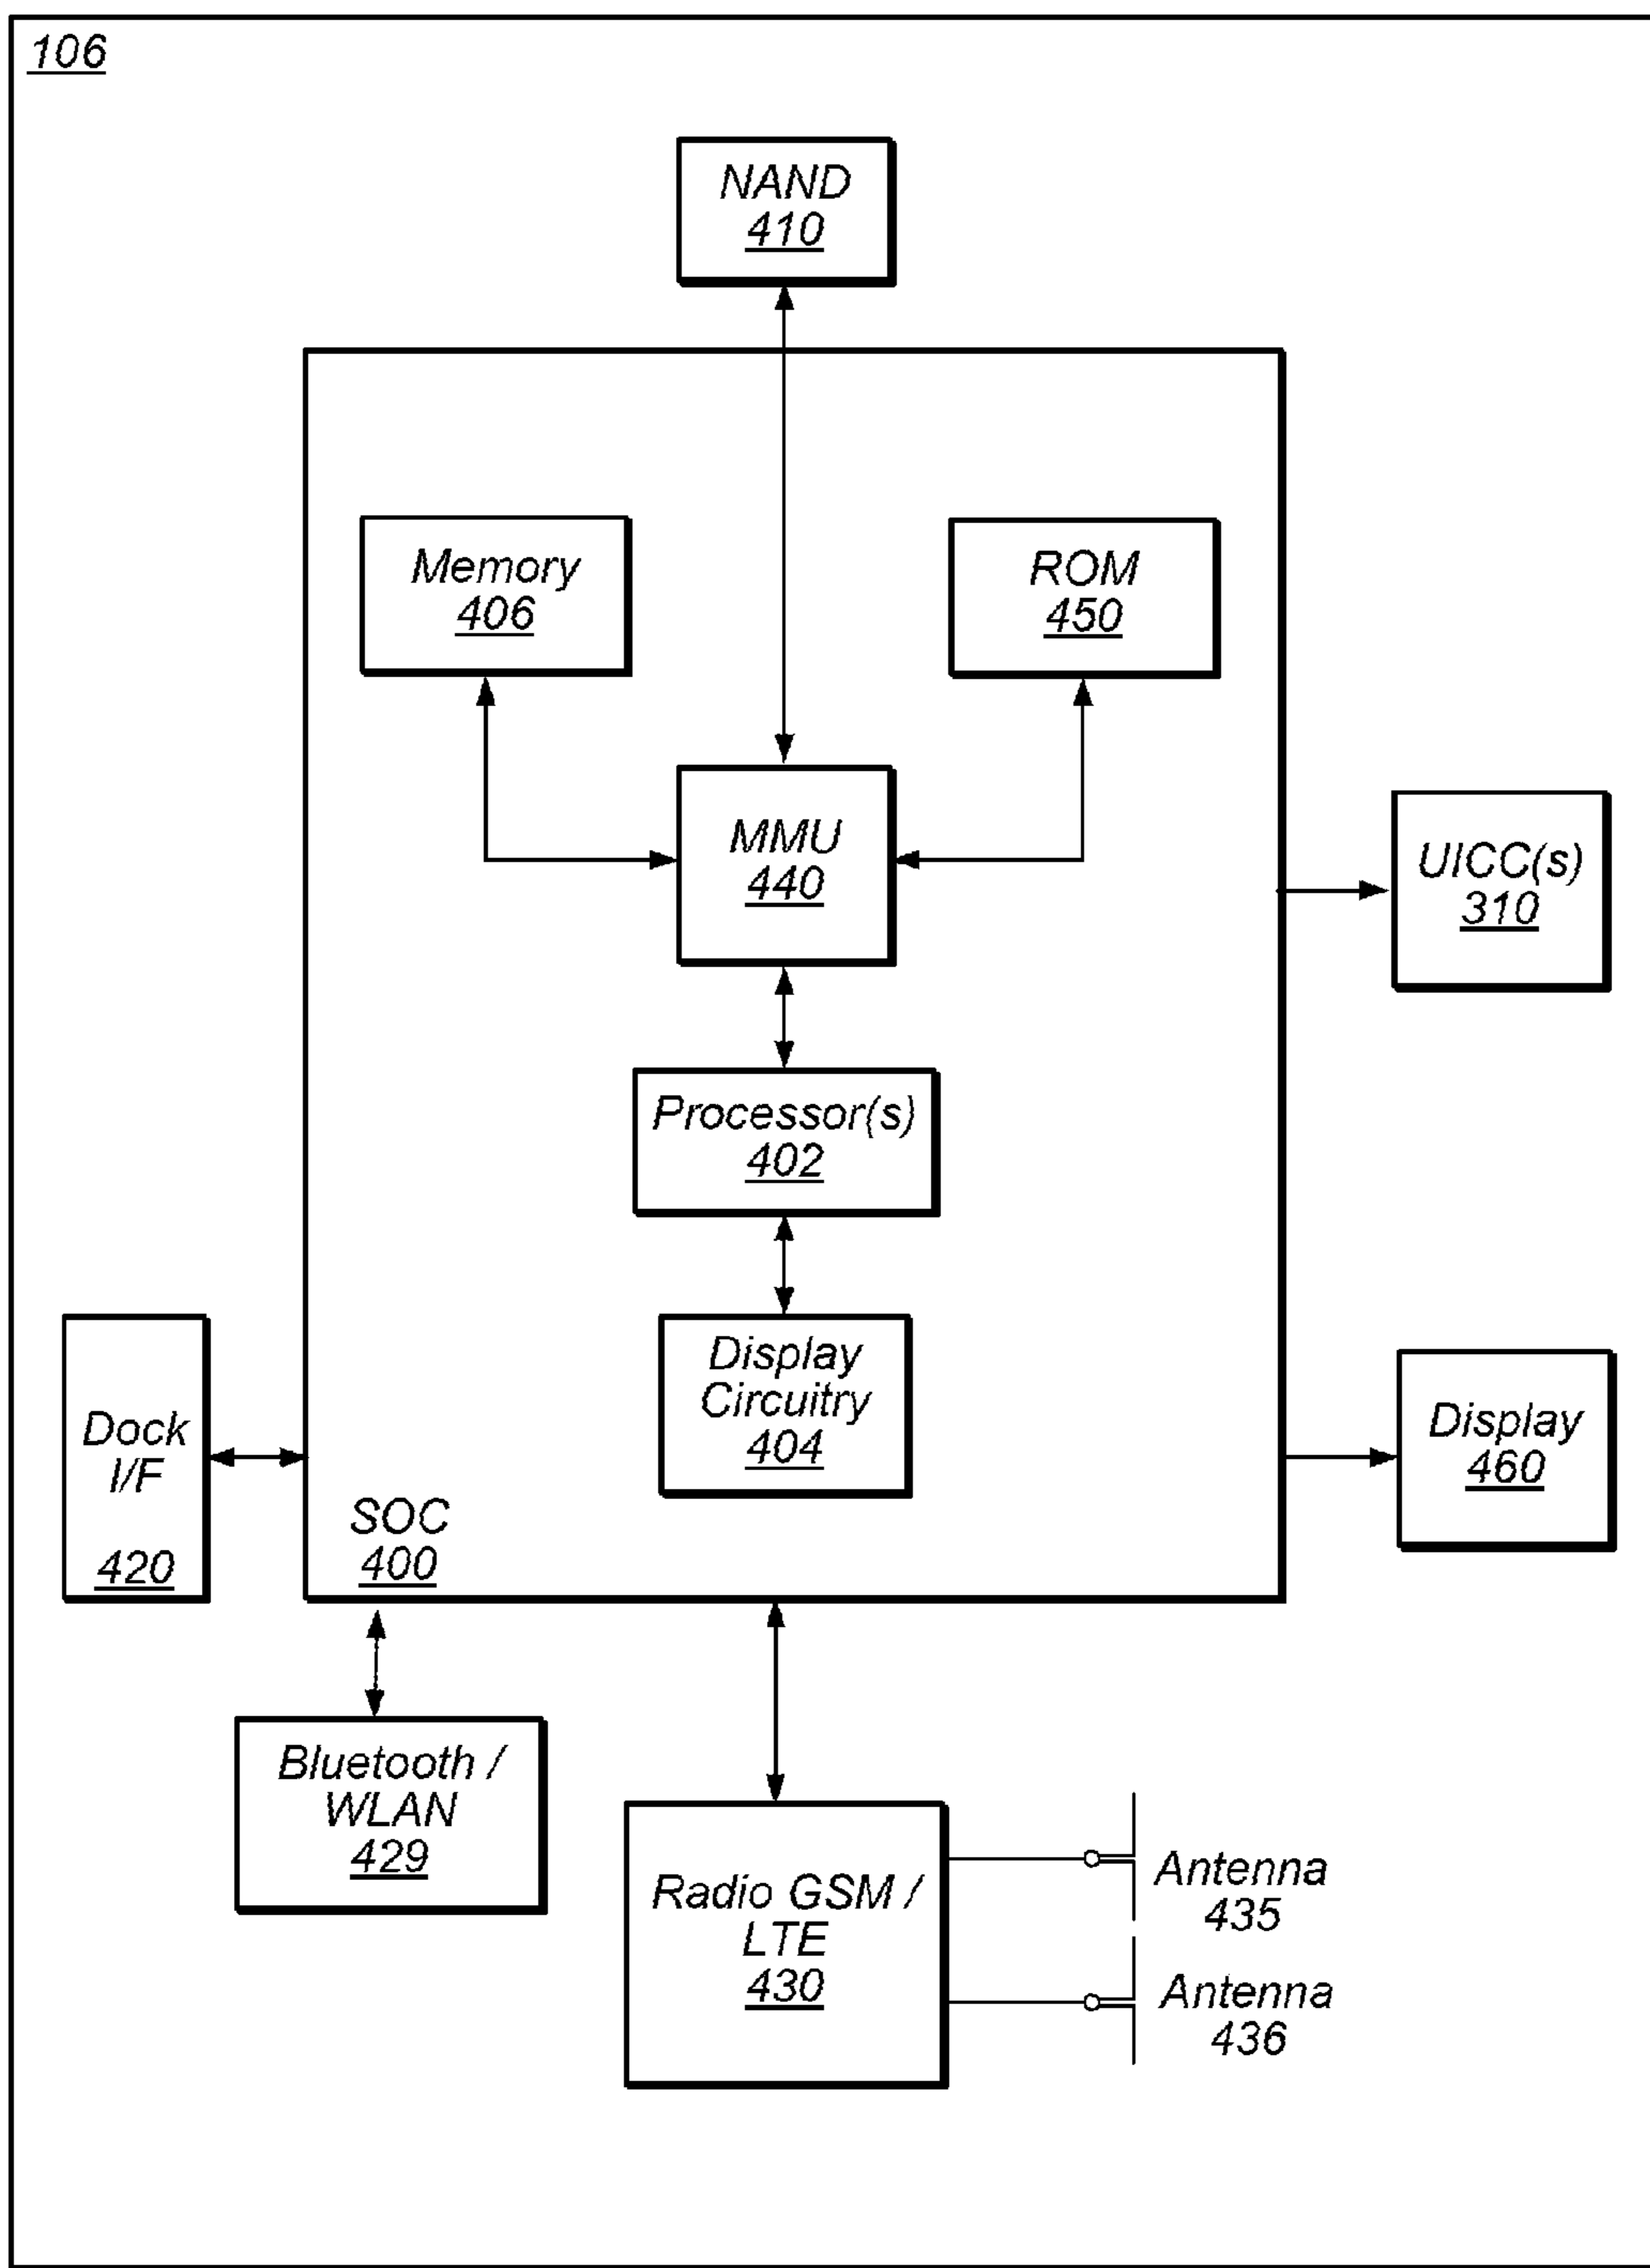 106
NAND
410
Memory
406
ROM
450
MMU
440
UICC(s)
310
Processor(s)
402
Display
Circuitry
404
Dock
I/F
420
Display
460
SOC
400
Bluetooth /
WLAN
429
Radio GSM /
LTE
430
Antenna
435
Antenna
436